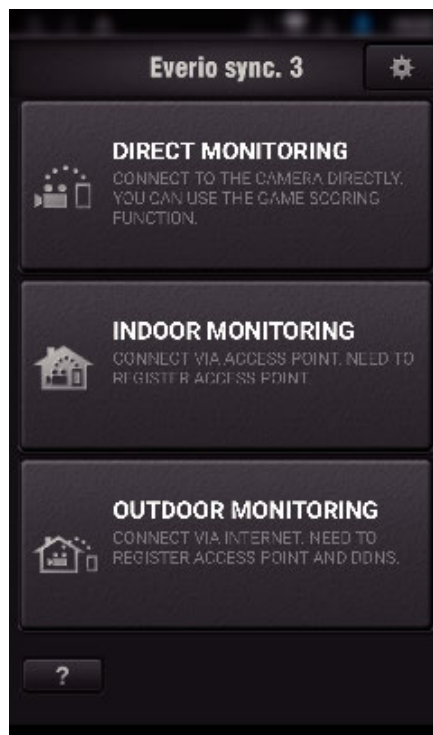 Everio sync. 3
DIRECT MONITORING
CONNECT TO THE CAMERA DIRECTLY.
YOU CAN USE THE GAME SCORING
FUNCTION.
INDOOR MONITORING
CONNECT VIA ACCESS POINT. NEED TO
REGISTER ACCESS POINT.
OUTDOOR MONITORING
CONNECT VIA INTERNET. NEED TO
REGISTER ACCESS POINT AND DDNS.
?